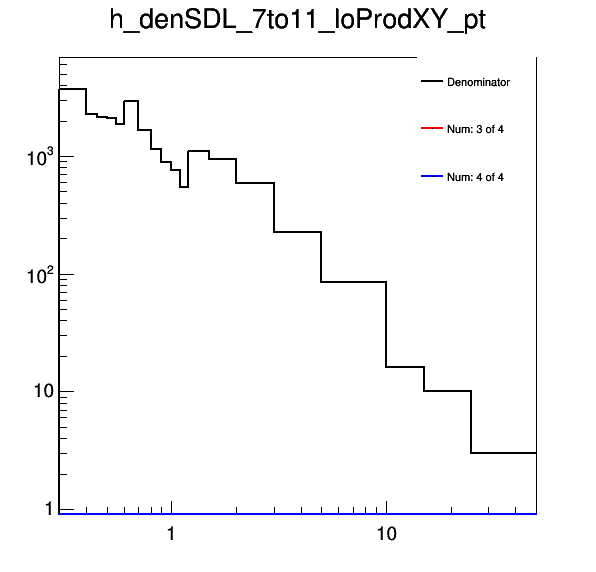 h_denSDL_7to11_loProdXY_pt
Denominator
Num: 3 of 4
Num: 4 of 4
10³
10²
10
1
1 10